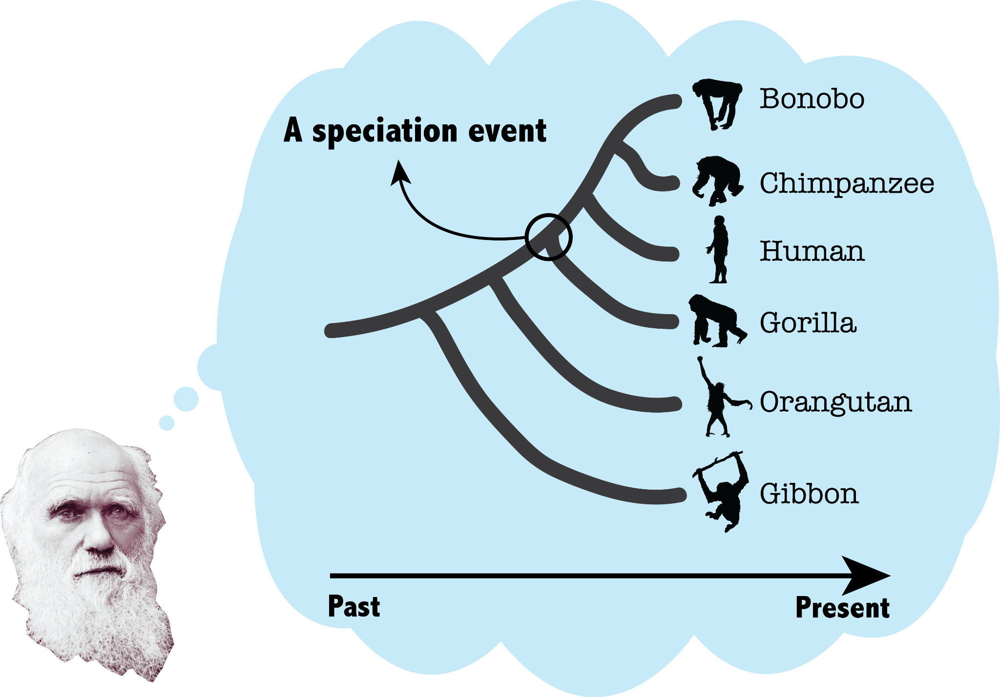 Bonobo
A speciation event
Chimpanzee
Human
Gorilla
Orangutan
Gibbon
Past
Present